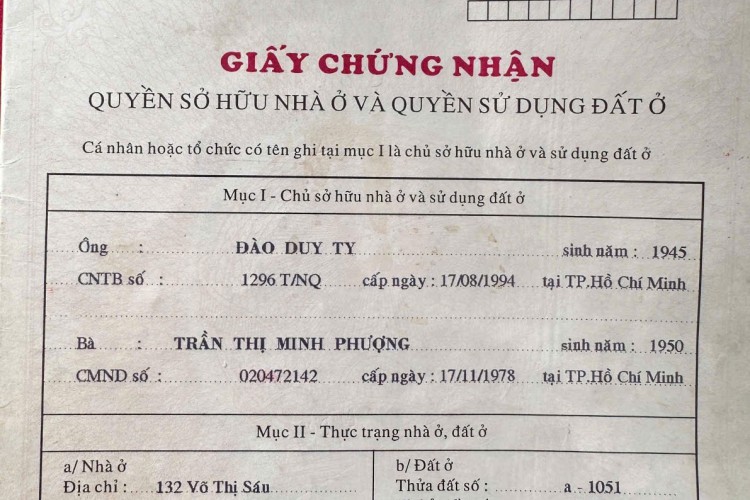 GIẤY CHỨNG NHẬN
QUYỀN SỞ HỮU NHÀ Ở VÀ QUYỀN SỬ DỤNG ĐẤT Ở
Cá nhân hoặc tổ chức có tên ghi tại mục I là chủ sở hữu nhà ở và sử dụng đất ở
Mục I - Chủ sở hữu nhà ở và sử dụng đất ở
Ông : ĐÀO DUY TY sinh năm : 1945
CNTB số : 1296 T/NQ cấp ngày : 17/08/1994 tại TP.Hồ Chí Minh
Bà : TRẦN THỊ MINH PHƯỢNG sinh năm : 1950
CMND số : 020472142 cấp ngày : 17/11/1978 tại TP.Hồ Chí Minh
Mục II - Thực trạng nhà ở, đất ở
a/ Nhà ở
Địa chỉ : 132 Võ Thị Sáu
b/ Đất ở
Thửa đất số : a - 1051